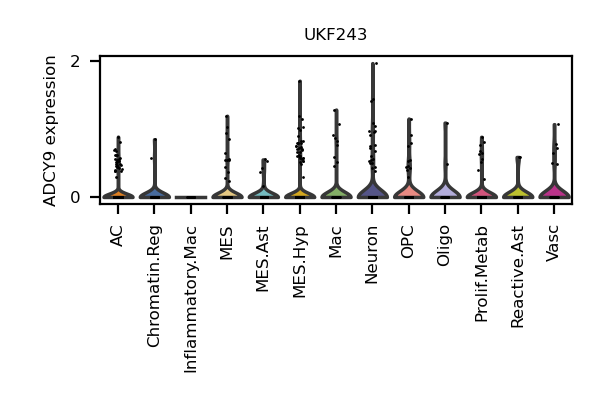 UKF243
ADCY9 expression
2
0
AC
Chromatin.Reg
Inflammatory.Mac
MES
MES.Ast
MES.Hyp
Mac
Neuron
OPC
Oligo
Prolif.Metab
Reactive.Ast
Vasc